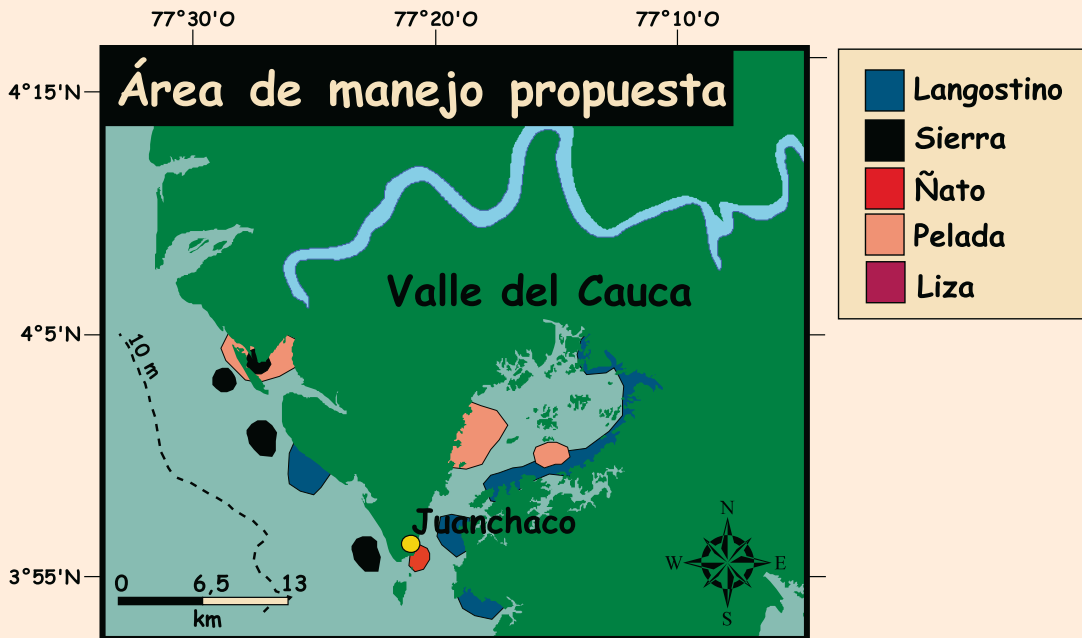 77°30'O 77°20'O 77°10'O
4°15'N
Área de manejo propuesta
Langostino
Sierra
Ñato
Pelada
Liza
Valle del Cauca
4°5'N
10 m
Juanchaco
N
W E
S
3°55'N
0 6,5 13
km